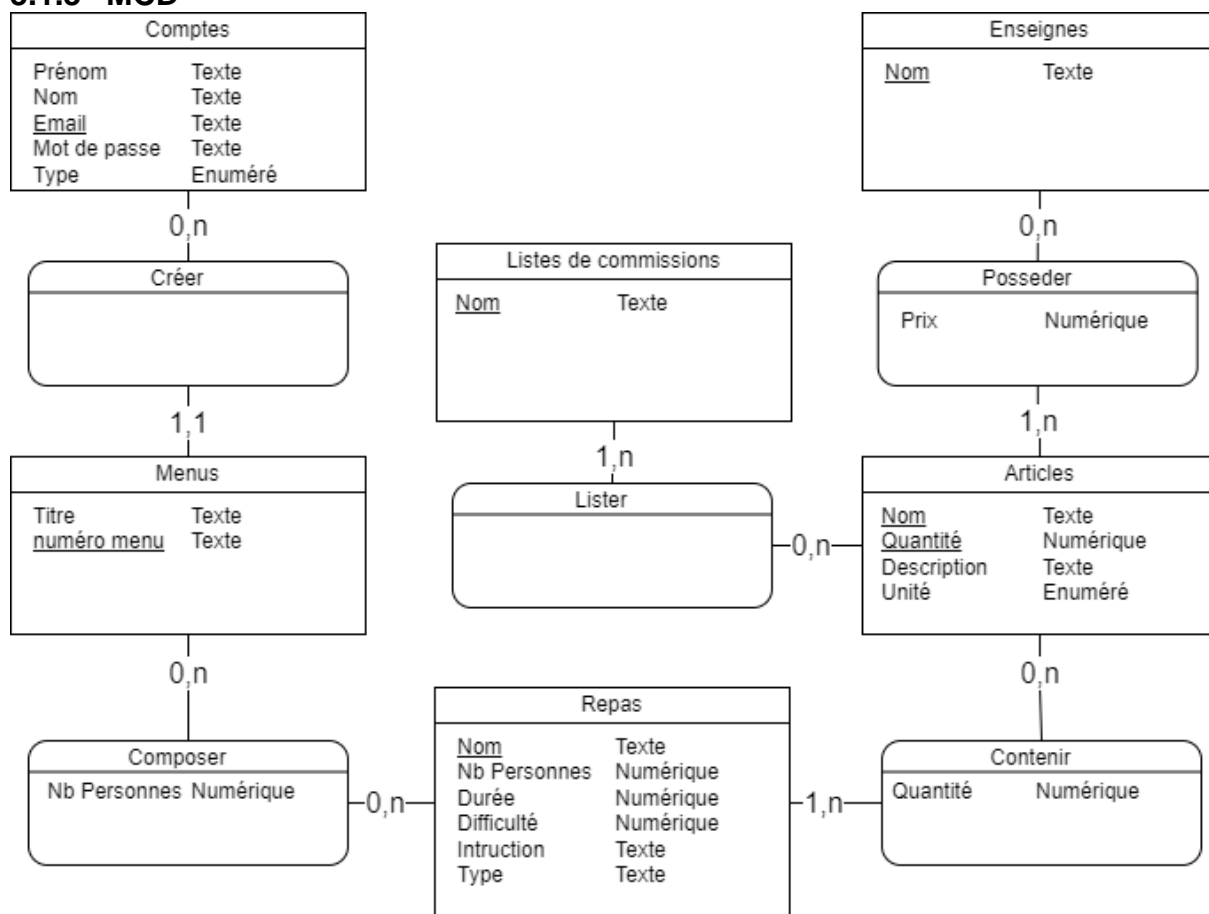 Comptes
Prénom Texte
Nom Texte
Email Texte
Mot de passe Texte
Type Enuméré
0,n
Créer
1,1
Menus
Titre Texte
numéro menu Texte
0,n
Composer
Nb Personnes Numérique
0,n
Listes de commissions
Nom Texte
1,n
Lister
0,n
Repas
Nom Texte
Nb Personnes Numérique
Durée Numérique
Difficulté Numérique
Intruction Texte
Type Texte
1,n
Enseignes
Nom Texte
0,n
Posseder
Prix Numérique
1,n
Articles
Nom Texte
Quantité Numérique
Description Texte
Unité Enuméré
0,n
Contenir
Quantité Numérique